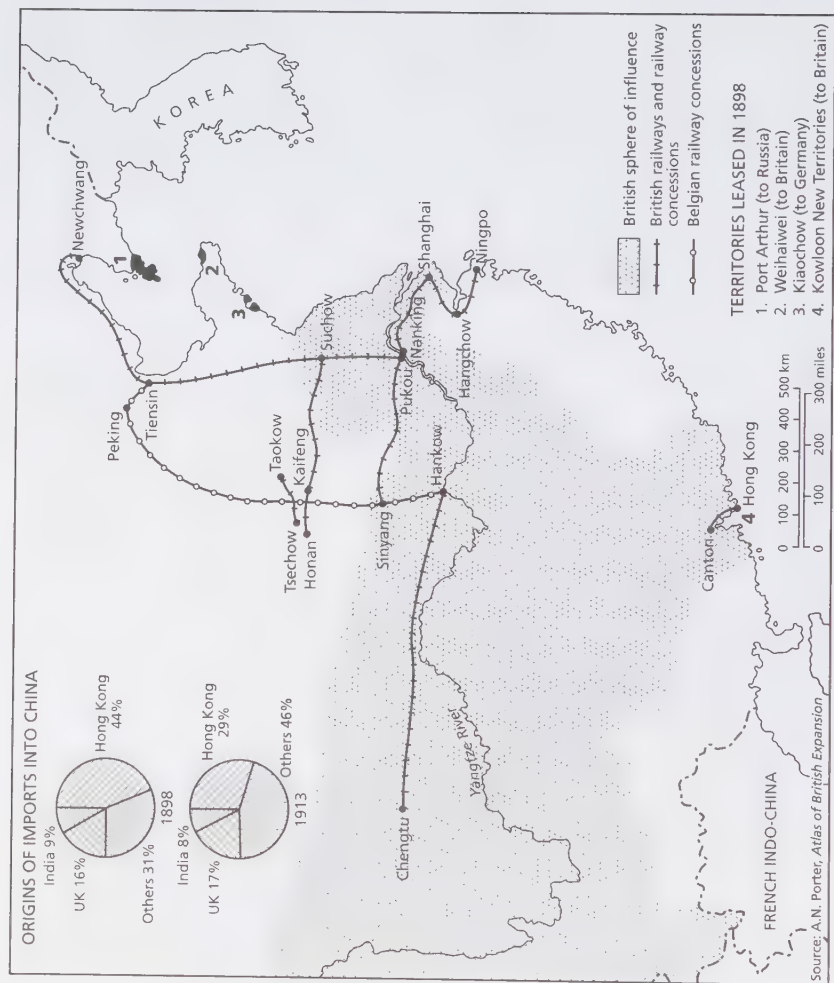 ORIGINS OF IMPORTS INTO CHINA
India 9%
UK 16%
Others 31%
Hong Kong
44%
1898
India 8%
UK 17%
Hong Kong
29%
Others 46%
1913
KOREA
Newchwang
1
2
3
Peking
Tiensin
Taokow
Tsechow
Kaifeng
Honan
Suchow
Sinyang
Pukou
Nanking
Shanghai
Hangchow
Ningpo
Hankow
Chengtu
Yangtze River
Canton
4 Hong Kong
FRENCH INDO-CHINA
0 100 200 300 400 500 km
0 100 200 300 miles
British sphere of influence
British railways and railway
concessions
Belgian railway concessions
TERRITORIES LEASED IN 1898
1. Port Arthur (to Russia)
2. Weihaiwei (to Britain)
3. Kiaochow (to Germany)
4. Kowloon New Territories (to Britain)
Source: A.N. Porter, Atlas of British Expansion